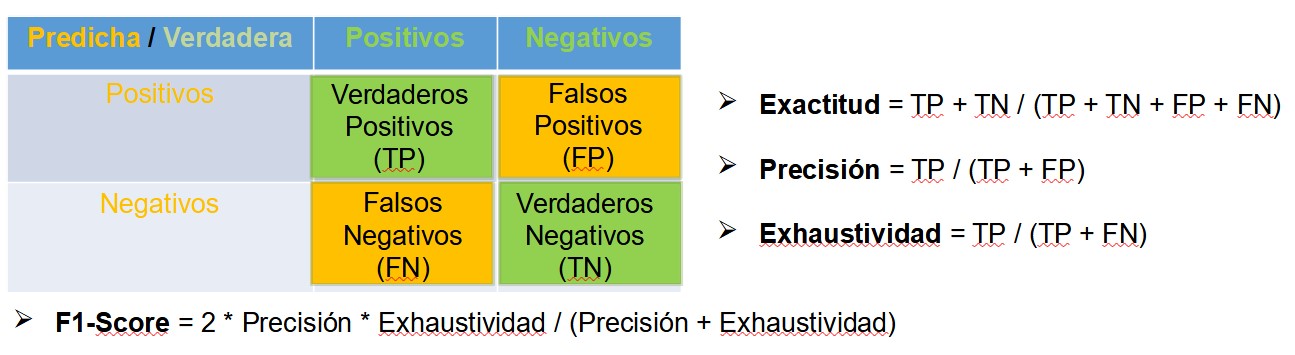 Predicha / Verdadera Positivos Negativos
Positivos
Verdaderos
Positivos
(TP)
Falsos
Positivos
(FP)
Negativos
Falsos
Negativos
(FN)
Verdaderos
Negativos
(TN)
➢ Exactitud = TP + TN / (TP + TN + FP + FN)
➢ Precisión = TP / (TP + FP)
➢ Exhaustividad = TP / (TP + FN)
➢ F1-Score = 2 * Precisión * Exhaustividad / (Precisión + Exhaustividad)